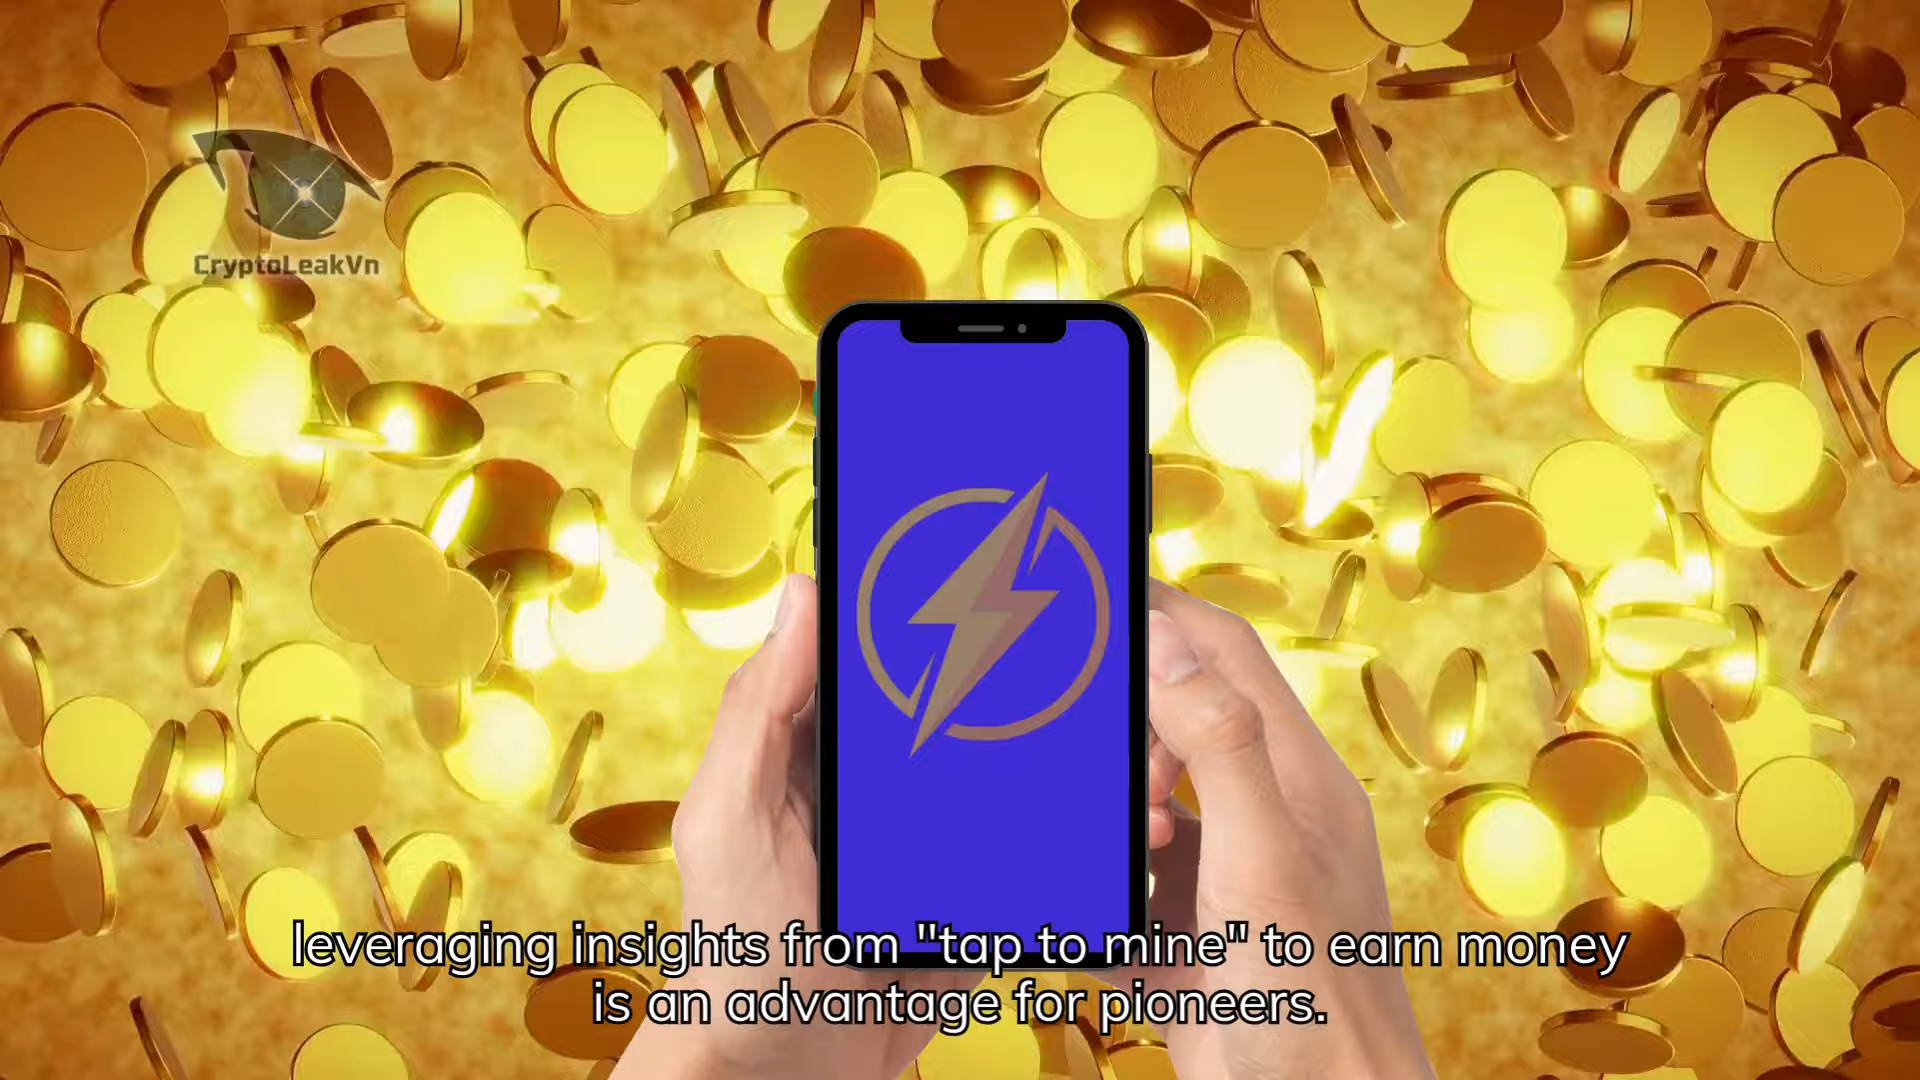 CryptoLeakVn
leveraging insights from "tap to mine" to earn money
is an advantage for pioneers.